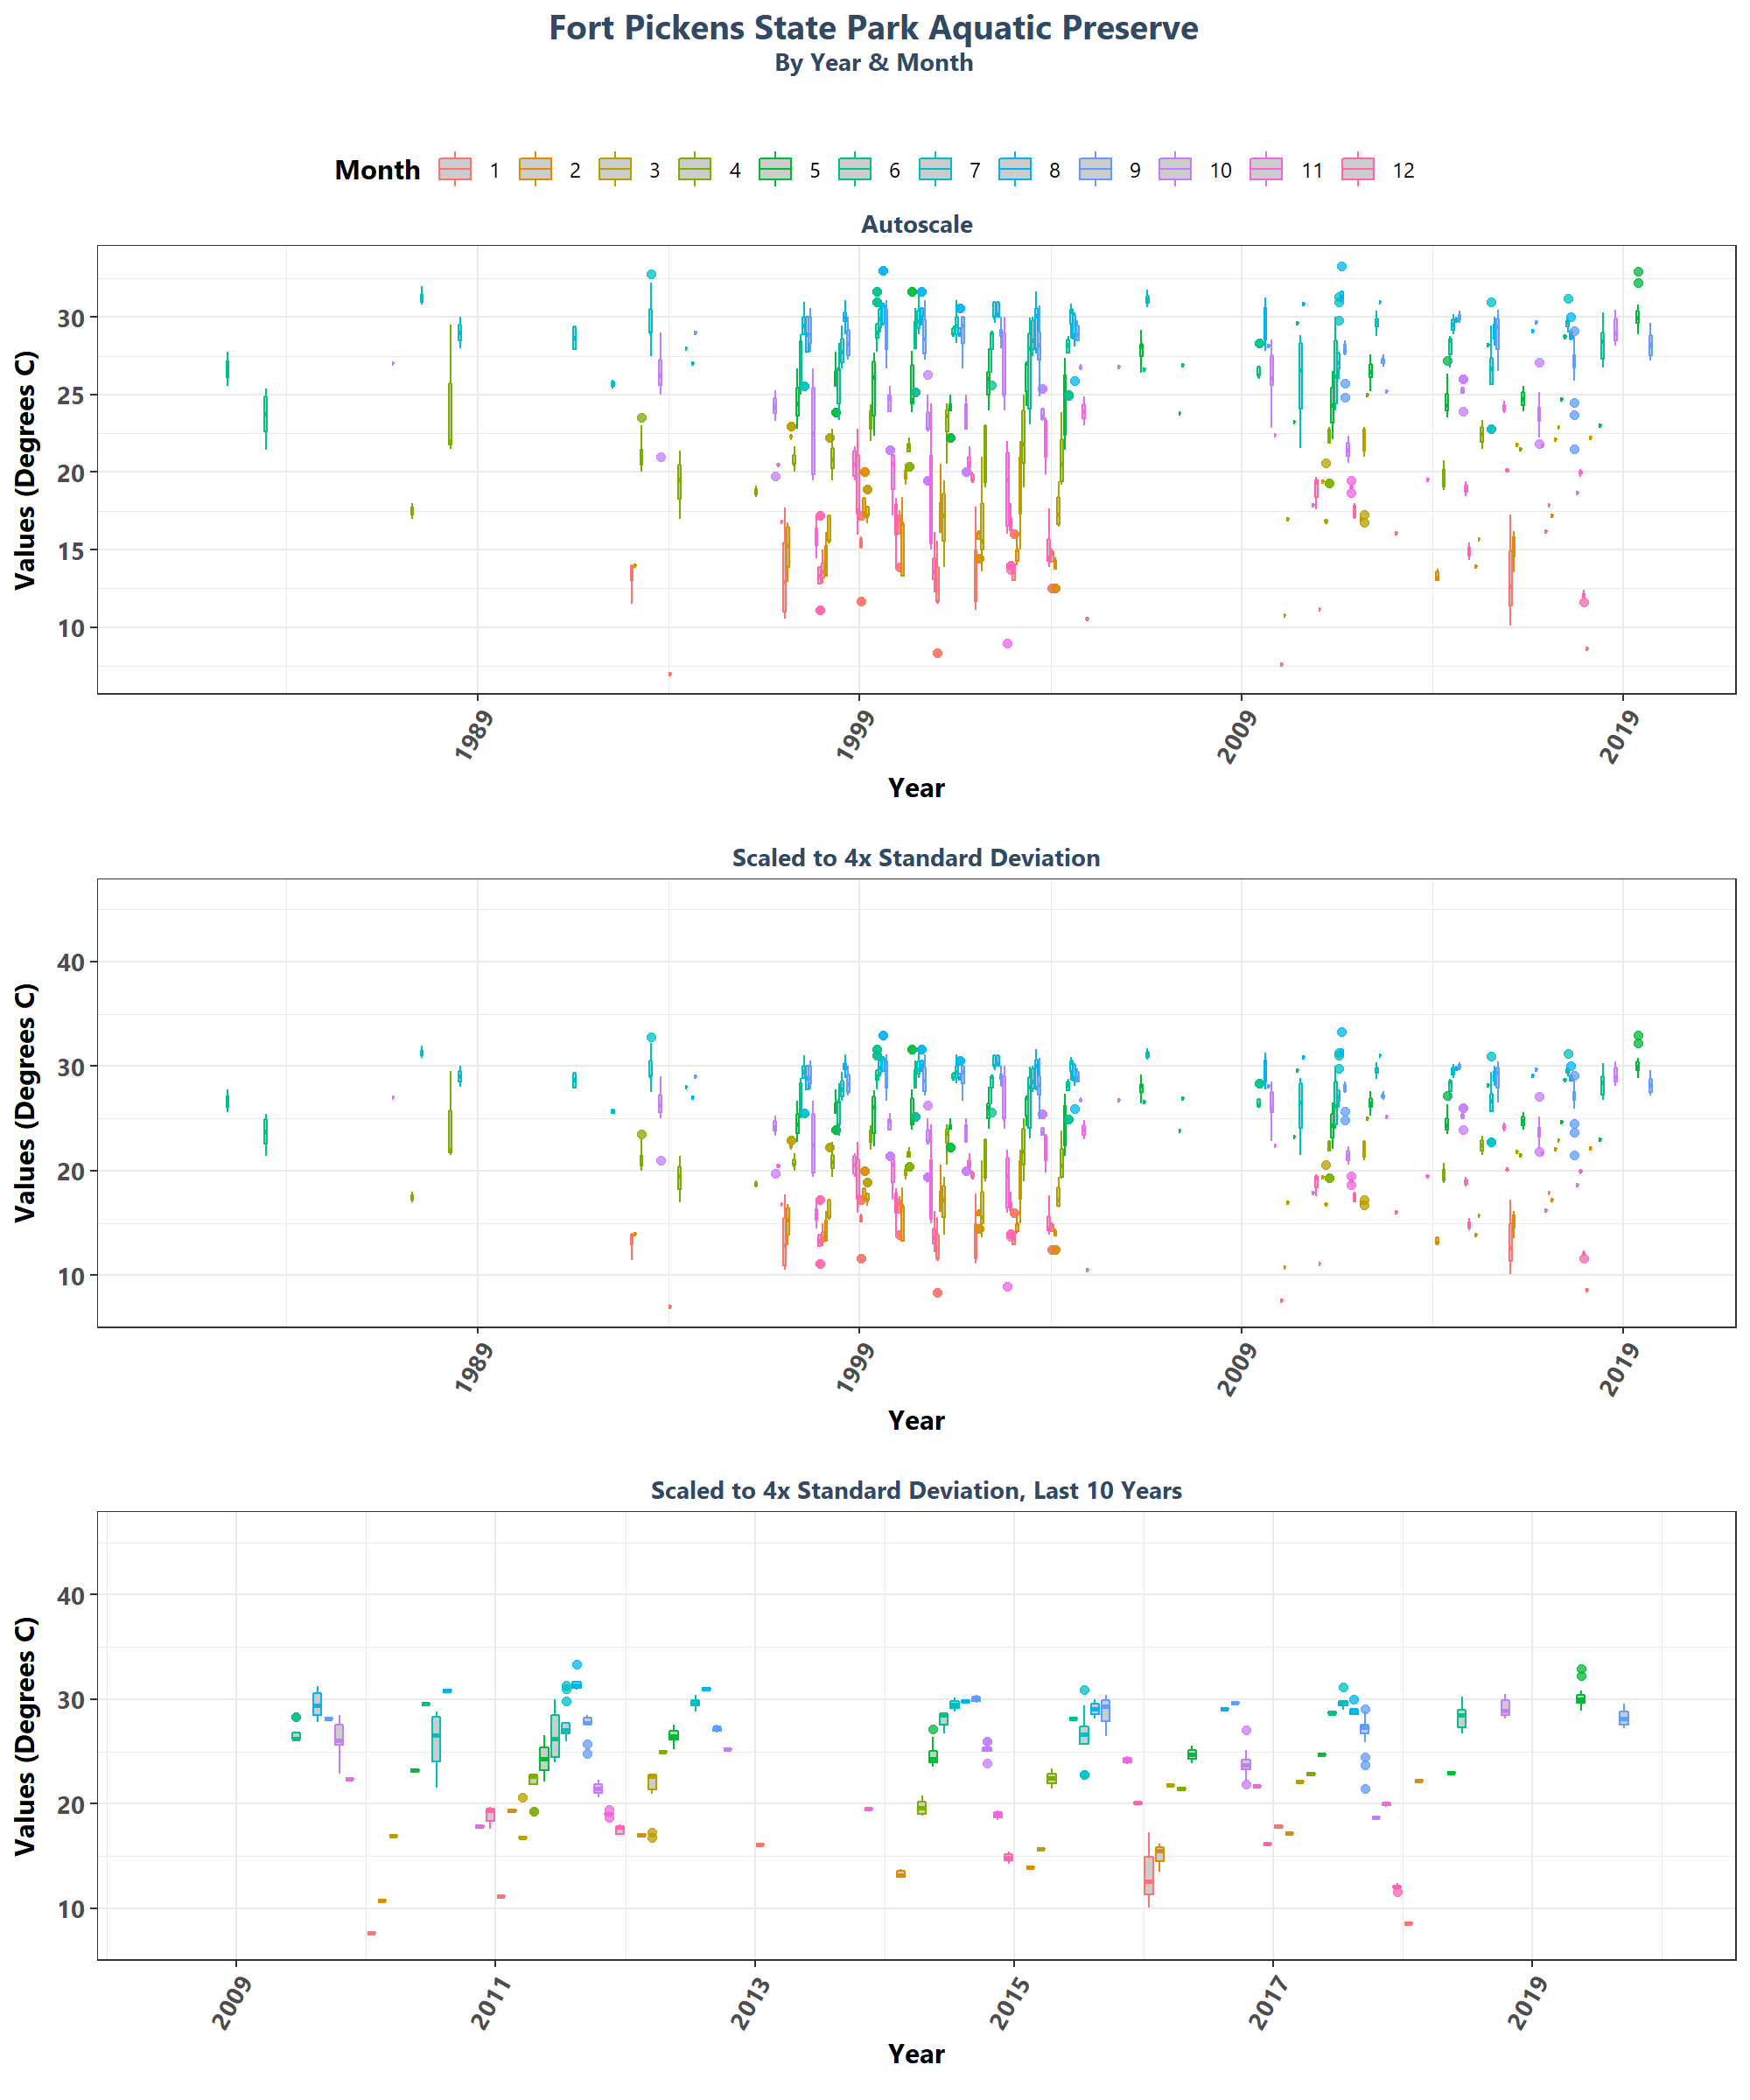 Fort Pickens State Park Aquatic Preserve
By Year & Month
Month 1 2 3 4 5 6 7 8 9 10 11 12
Autoscale
Values (Degrees C)
30
25
20
15
10
1989 1999 2009 2019
Year
Scaled to 4x Standard Deviation
Values (Degrees C)
40
30
20
10
1989 1999 2009 2019
Year
Scaled to 4x Standard Deviation, Last 10 Years
Values (Degrees C)
40
30
20
10
2009 2011 2013 2015 2017 2019
Year